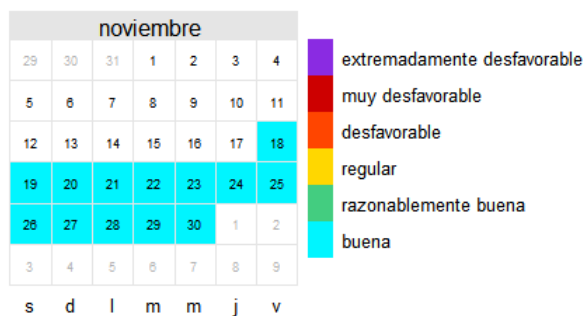 noviembre
29 30 31 1 2 3 4
5 6 7 8 9 10 11
12 13 14 15 16 17 18
19 20 21 22 23 24 25
26 27 28 29 30 1 2
3 4 5 6 7 8 9
s d l m m j v
extremadamente desfavorable
muy desfavorable
desfavorable
regular
razonablemente buena
buena